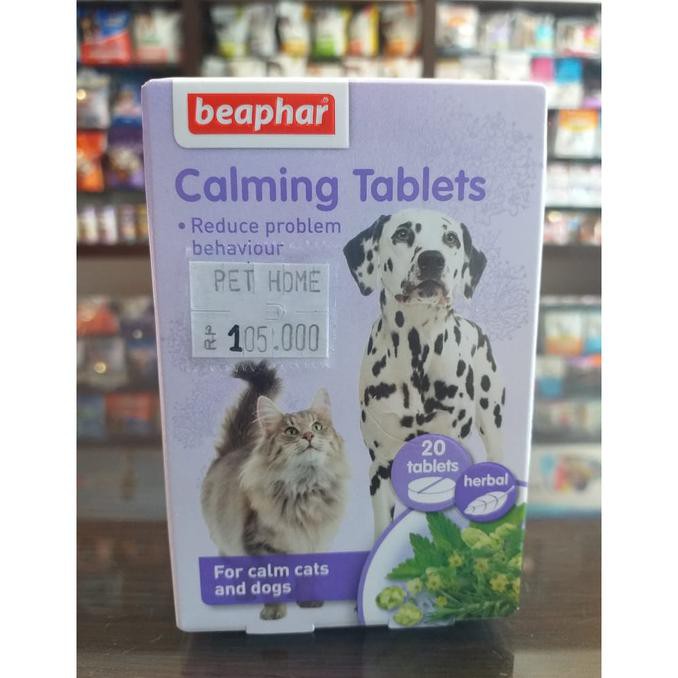 beaphar
Calming Tablets
• Reduce problem
behaviour
PET HOME
RP 105.000
20
tablets
herbal
For calm cats
and dogs